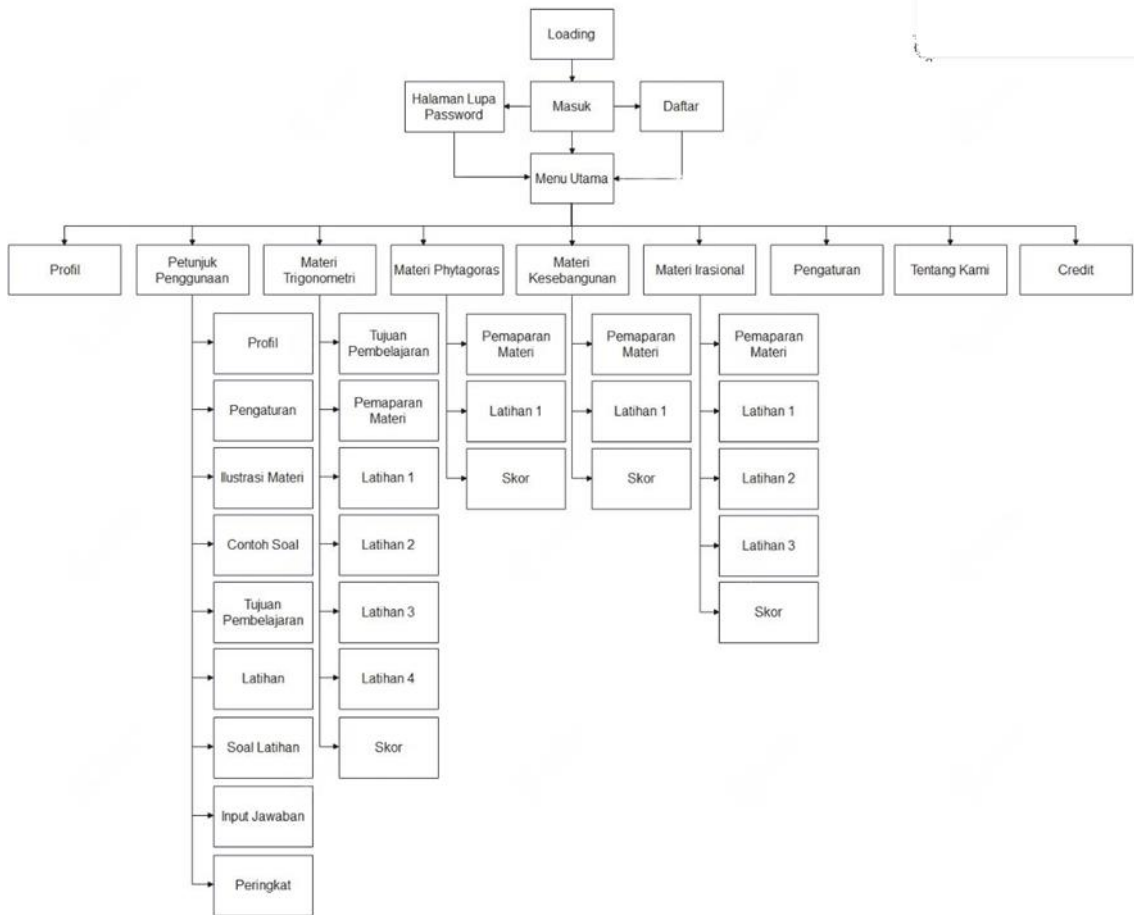 Loading
Halaman Lupa
Password
Masuk
Daftar
Menu Utama
Profil
Petunjuk
Penggunaan
Materi
Trigonometri
Materi Phytagoras
Materi
Kesebangunan
Materi Irasional
Pengaturan
Tentang Kami
Credit
Profil
Pengaturan
Ilustrasi Materi
Contoh Soal
Tujuan
Pembelajaran
Latihan
Soal Latihan
Input Jawaban
Peringkat
Tujuan
Pembelajaran
Pemaparan
Materi
Latihan 1
Latihan 2
Latihan 3
Latihan 4
Skor
Pemaparan
Materi
Latihan 1
Skor
Pemaparan
Materi
Latihan 1
Skor
Pemaparan
Materi
Latihan 1
Latihan 2
Latihan 3
Skor